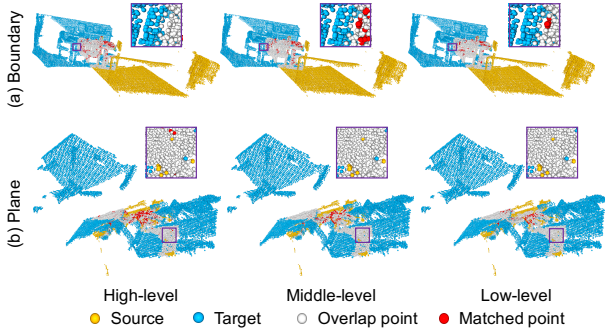 (a) Boundary
(b) Plane
High-level Middle-level Low-level
Source Target Overlap point Matched point